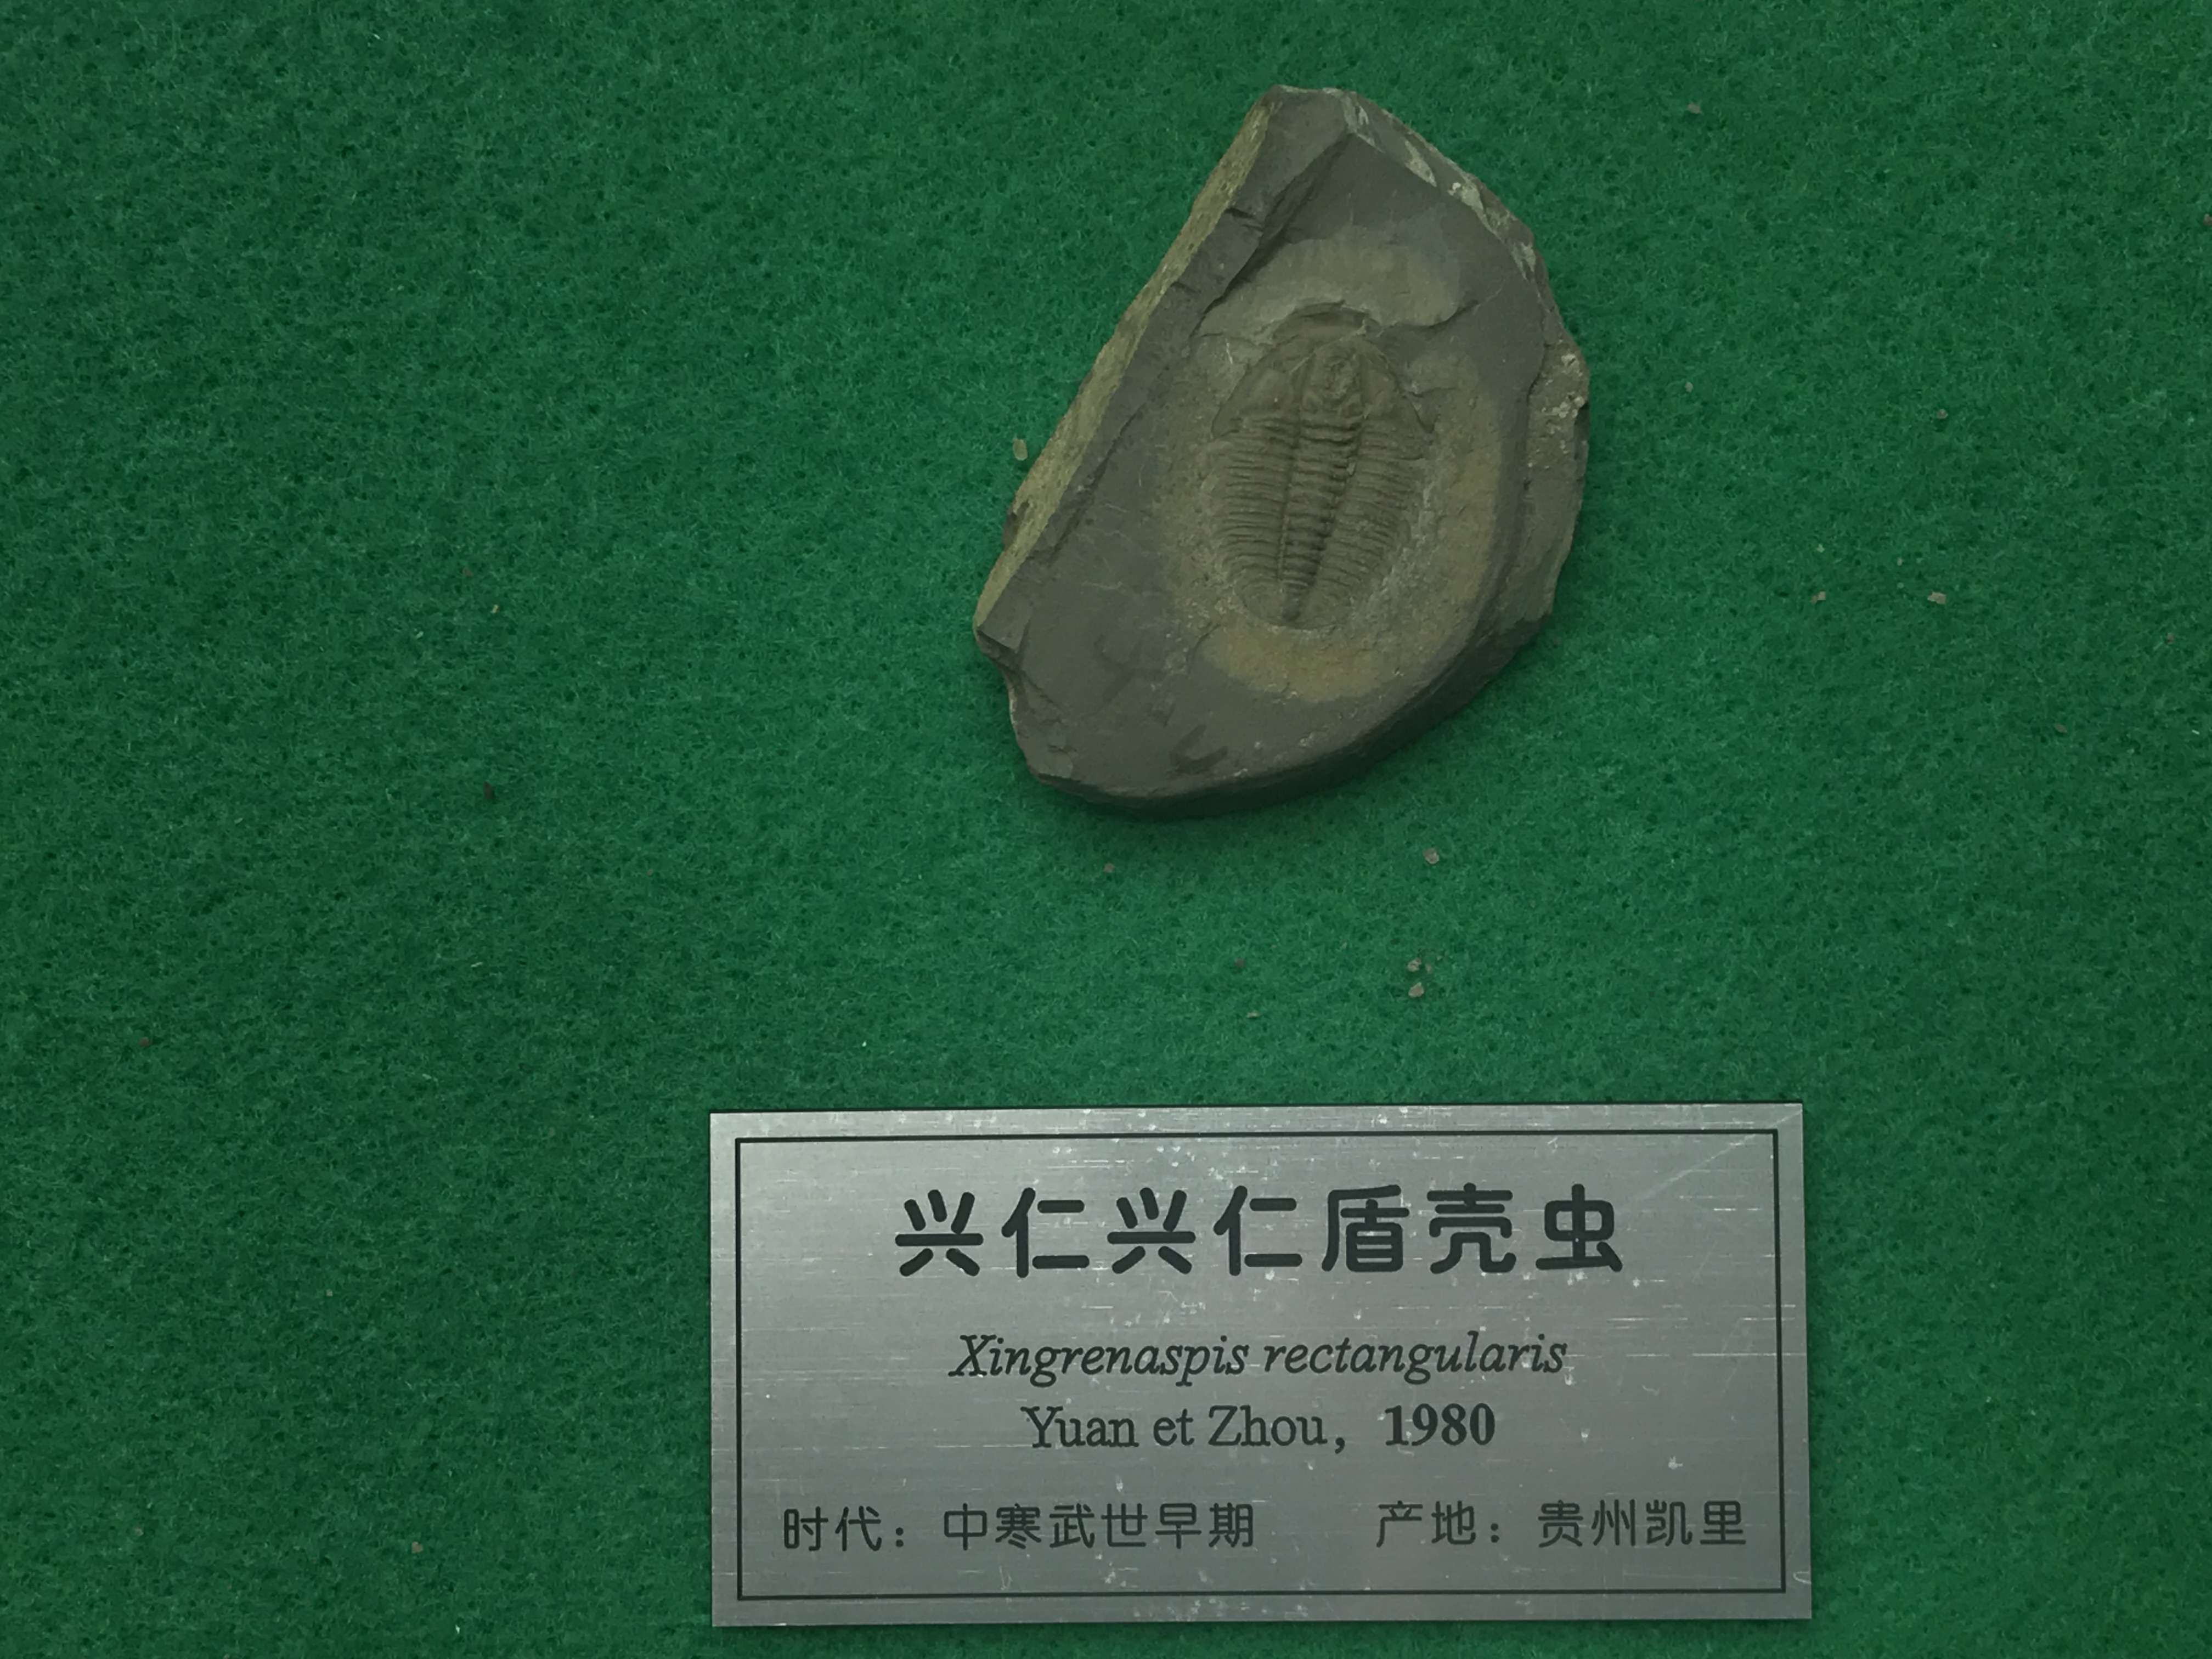 兴仁兴仁盾壳虫
Xingrenaspis rectangularis
Yuan et Zhou，1980
时代：中寒武世早期 产地：贵州凯里